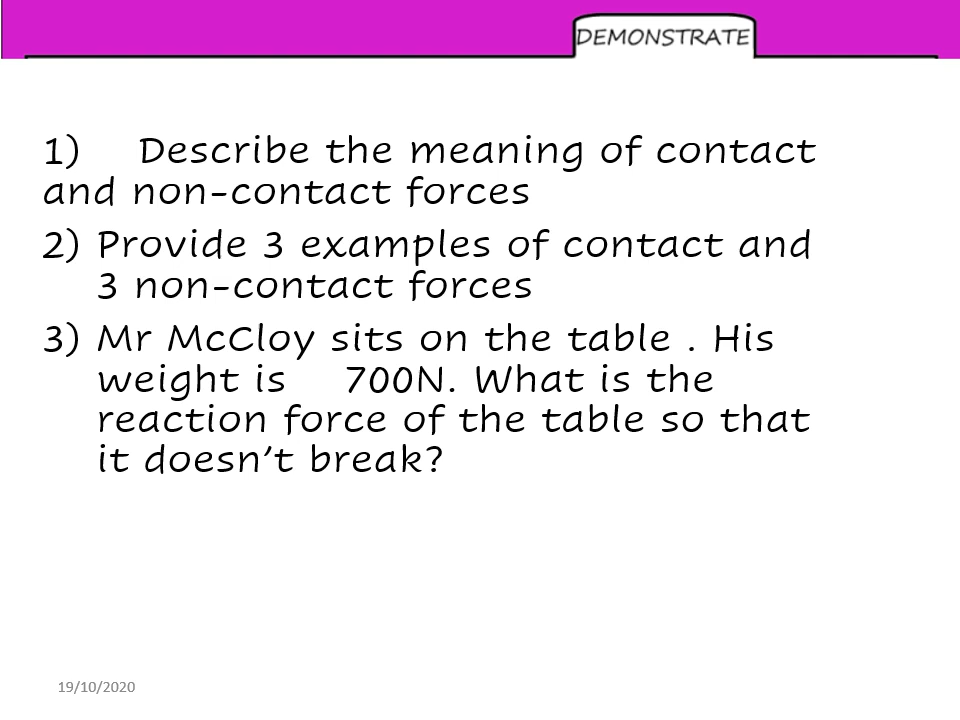 DEMONSTRATE
1) Describe the meaning of contact
and non-contact forces
2) Provide 3 examples of contact and
3 non-contact forces
3) Mr McCloy sits on the table . His
weight is 700N. What is the
reaction force of the table so that
it doesn’t break?
19/10/2020